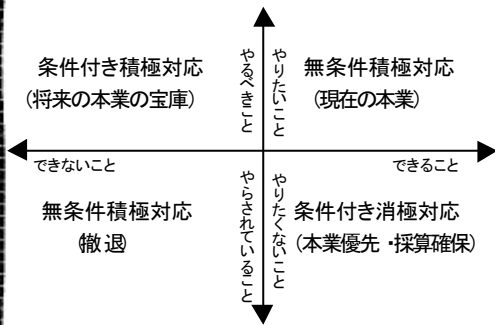 条件付き積極対応
(将来の本業の宝庫)
やるべきこと
やりたいこと
無条件積極対応
(現在の本業)
できないこと
できること
無条件積極対応
(撤退)
やらされていること
やりたくないこと
条件付き消極対応
(本業優先・採算確保)